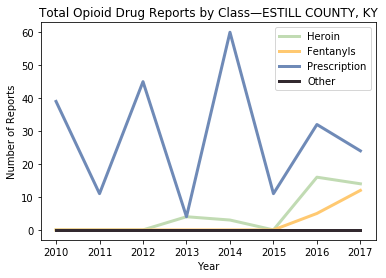 Total Opioid Drug Reports by Class—ESTILL COUNTY, KY
Heroin
Fentanyls
Prescription
Other
Number of Reports
60
50
40
30
20
10
0
2010 2011 2012 2013 2014 2015 2016 2017
Year